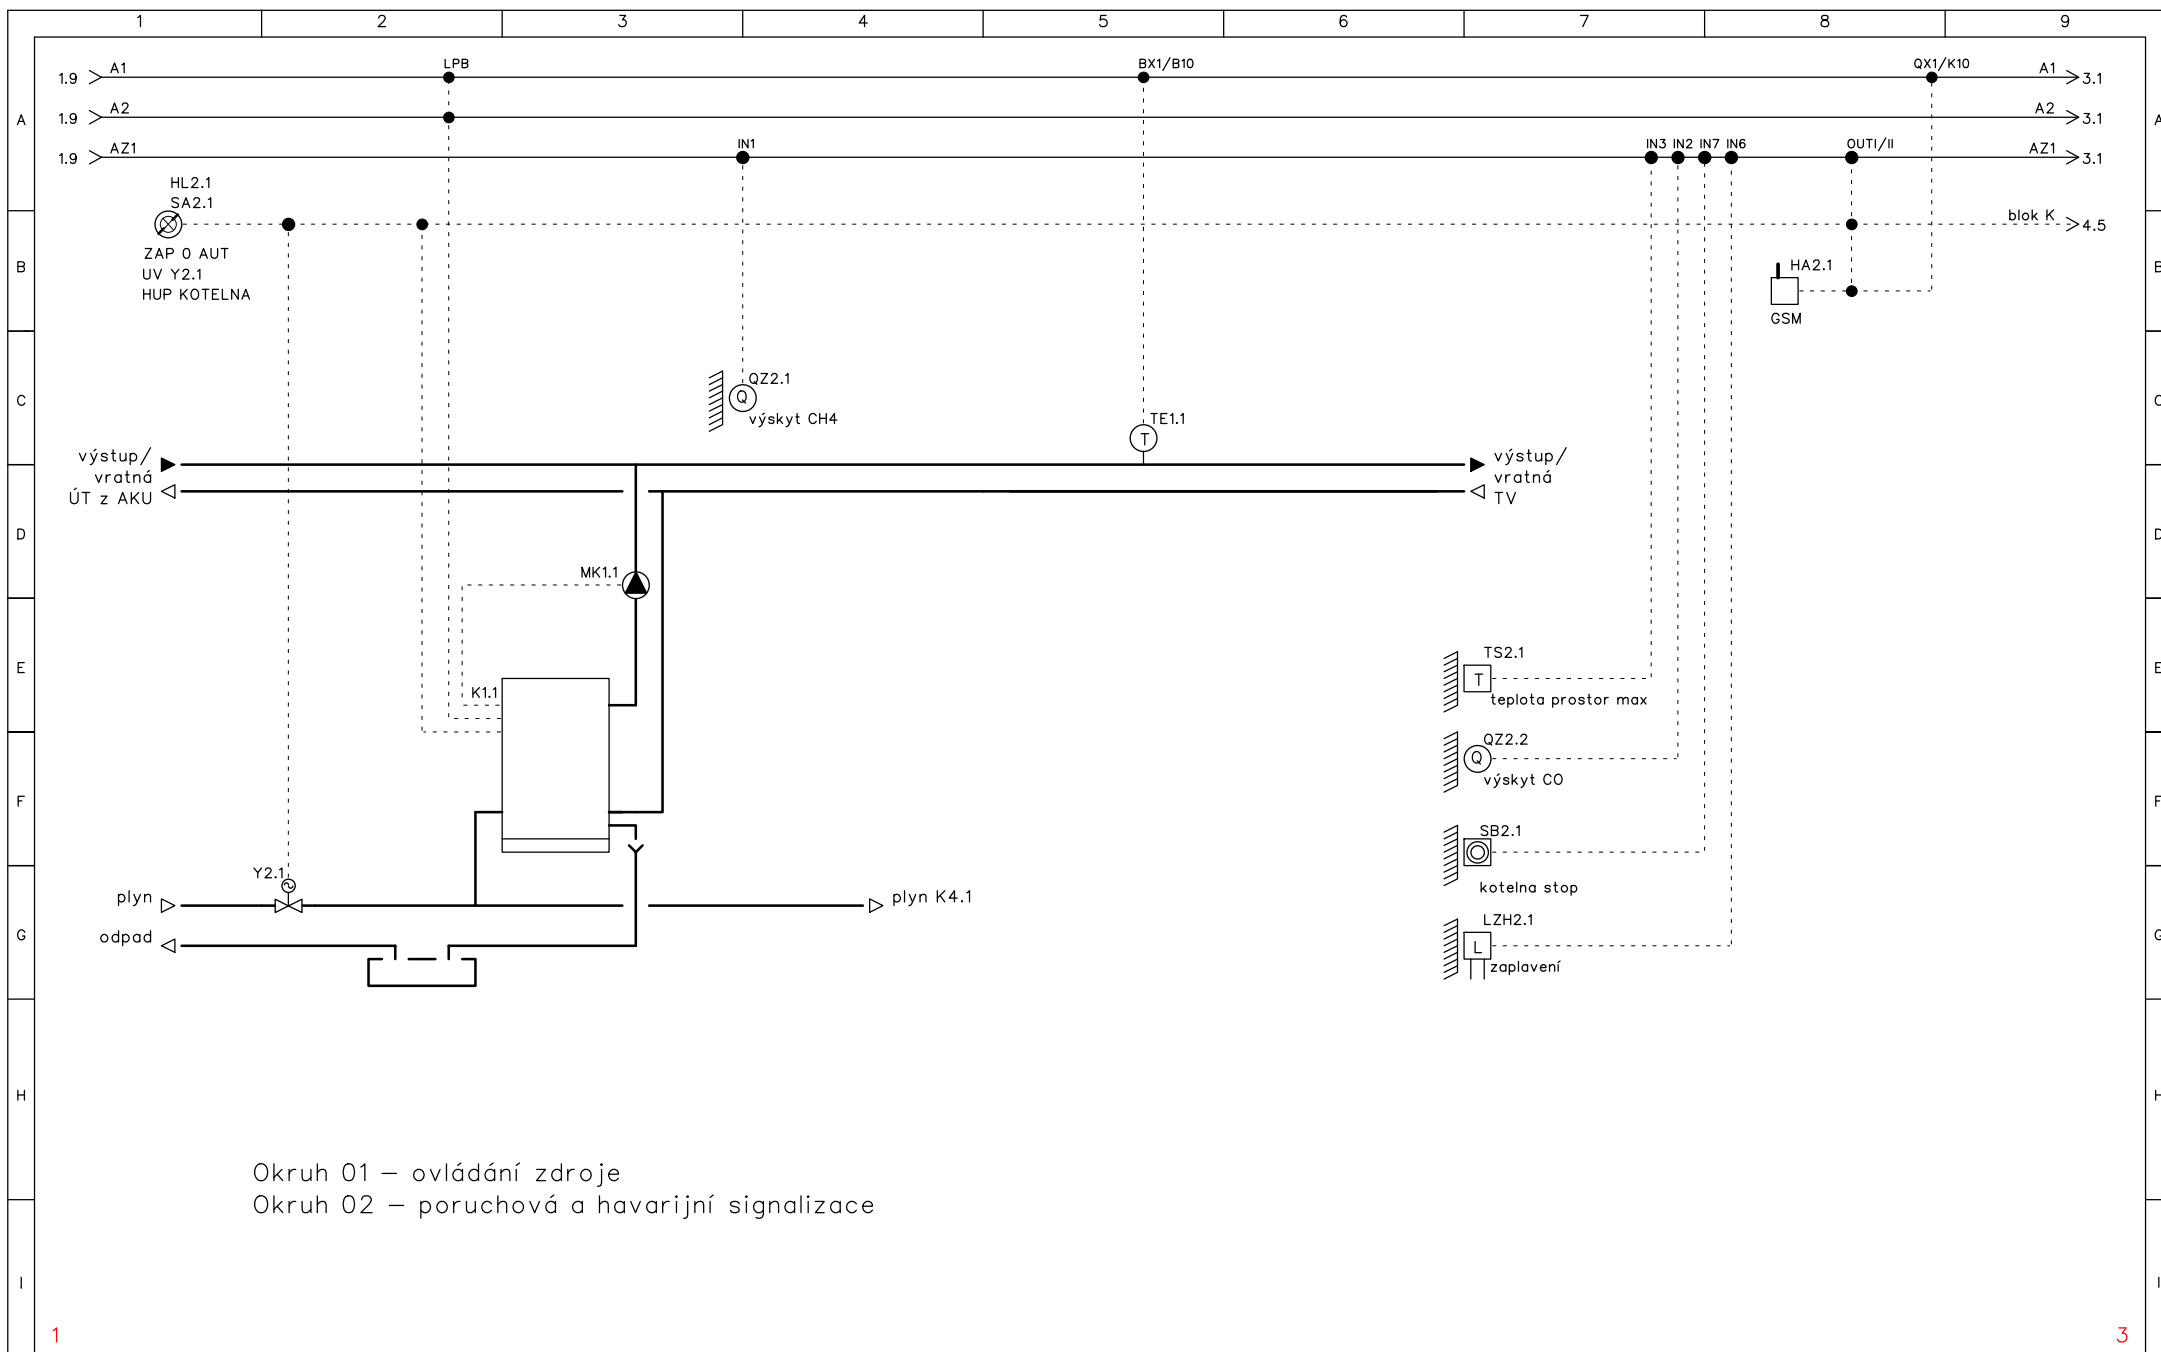 1 2 3 4 5 6 7 8 9
LPB BX1/B10 QX1/K10
1.9 A1 A1 3.1
A 1.9 A2 A2 3.1 A
IN1 IN3 IN2 IN7 IN6 OUTI/II
1.9 AZ1 AZ1 3.1
HL2.1
SA2.1
blok K 4.5
ZAP 0 AUT
B UV Y2.1 HA2.1 B
HUP KOTELNA
GSM
QZ2.1
C Q C
výskyt CH4
TE1.1
T
výstup/ výstup/
vratná vratná
ÚT z AKU TV
D D
MK1.1
TS2.1
E T E
K1.1
teplota prostor max
QZ2.2
Q
výskyt CO
F F
SB2.1
Y2.1
kotelna stop
plyn plyn K4.1
LZH2.1
odpad
G L G
zaplavení
H H
Okruh 01 – ovládání zdroje
Okruh 02 – poruchová a havarijní signalizace
I I
1 3